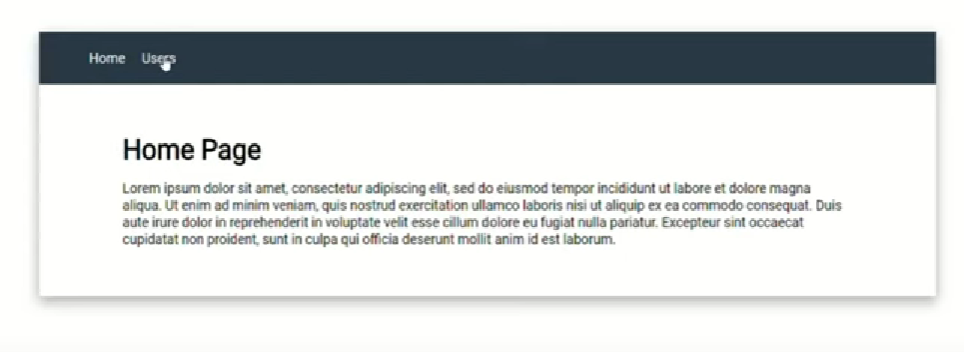 Home Users
Home Page
Lorem ipsum dolor sit amet, consectetur adipiscing elit, sed do eiusmod tempor incididunt ut labore et dolore magna
aliqua. Ut enim ad minim veniam, quis nostrud exercitation ullamco laboris nisi ut aliquip ex ea commodo consequat. Duis
aute irure dolor in reprehenderit in voluptate velit esse cillum dolore eu fugiat nulla pariatur. Excepteur sint occaecat
cupidatat non proident, sunt in culpa qui officia deserunt mollit anim id est laborum.